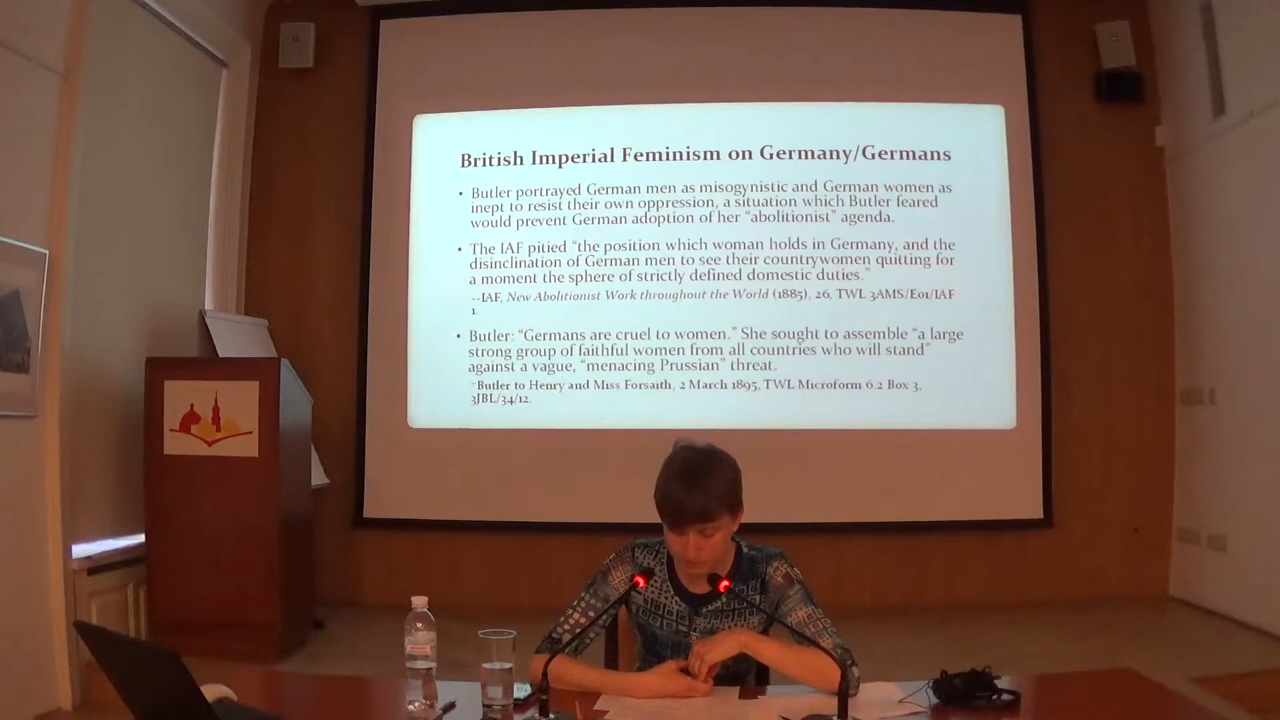 British Imperial Feminism on Germany/Germans
• Butler portrayed German men as misogynistic and German women as
inept to resist their own oppression, a situation which Butler feared
would prevent German adoption of her “abolitionist” agenda.
• The IAF pitied “the position which woman holds in Germany, and the
disinclination of German men to see their countrywomen quitting for
a moment the sphere of strictly defined domestic duties.”
--IAF, New Abolitionist Work throughout the World (1885), 26, TWL 3AMS/E01/IAF
1.
• Butler: “Germans are cruel to women.” She sought to assemble “a large
strong group of faithful women from all countries who will stand”
against a vague, “menacing Prussian” threat.
–Butler to Henry and Miss Forsaith, 2 March 1895, TWL Microform 6.2 Box 3,
3JBL/34/12.